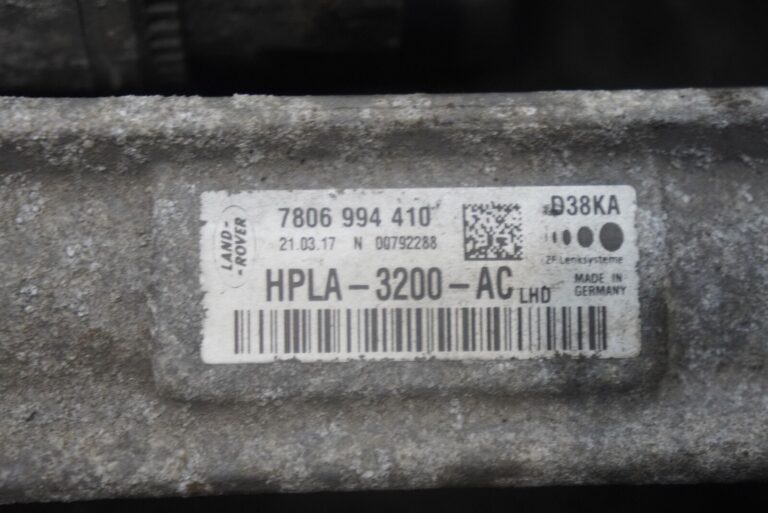 LAND
-ROVER
7806 994 410
D38KA
21.03.17 N 00792288
ZF Lenksysteme
HPLA-3200-AC LHD
MADE IN
GERMANY